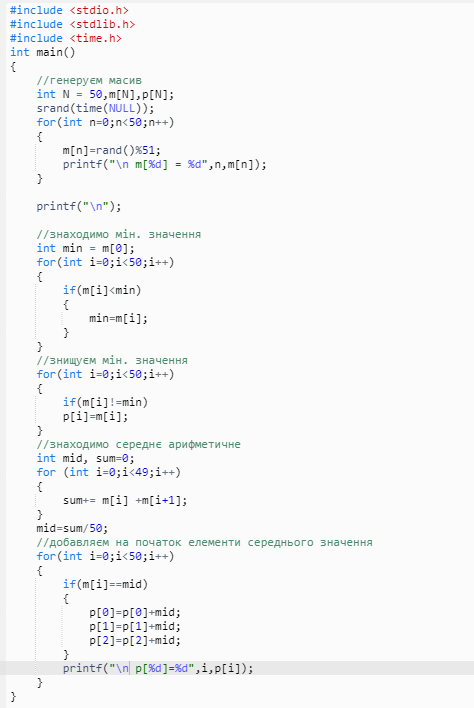 #include <stdio.h>
#include <stdlib.h>
#include <time.h>
int main()
{
//генеруєм масив
int N = 50,m[N],p[N];
srand(time(NULL));
for(int n=0;n<50;n++)
{
m[n]=rand()%51;
printf("\n m[%d] = %d",n,m[n]);
}
printf("\n");
//знаходимо мін. значення
int min = m[0];
for(int i=0;i<50;i++)
{
if(m[i]<min)
{
min=m[i];
}
}
//знищуєм мін. значення
for(int i=0;i<50;i++)
{
if(m[i]!=min)
p[i]=m[i];
}
//знаходимо середнє арифметичне
int mid, sum=0;
for (int i=0;i<49;i++)
{
sum+= m[i] +m[i+1];
}
mid=sum/50;
//добавляєм на початок елементи середнього значення
for(int i=0;i<50;i++)
{
if(m[i]==mid)
{
p[0]=p[0]+mid;
p[1]=p[1]+mid;
p[2]=p[2]+mid;
}
printf("\n p[%d]=%d",i,p[i]);
}
}